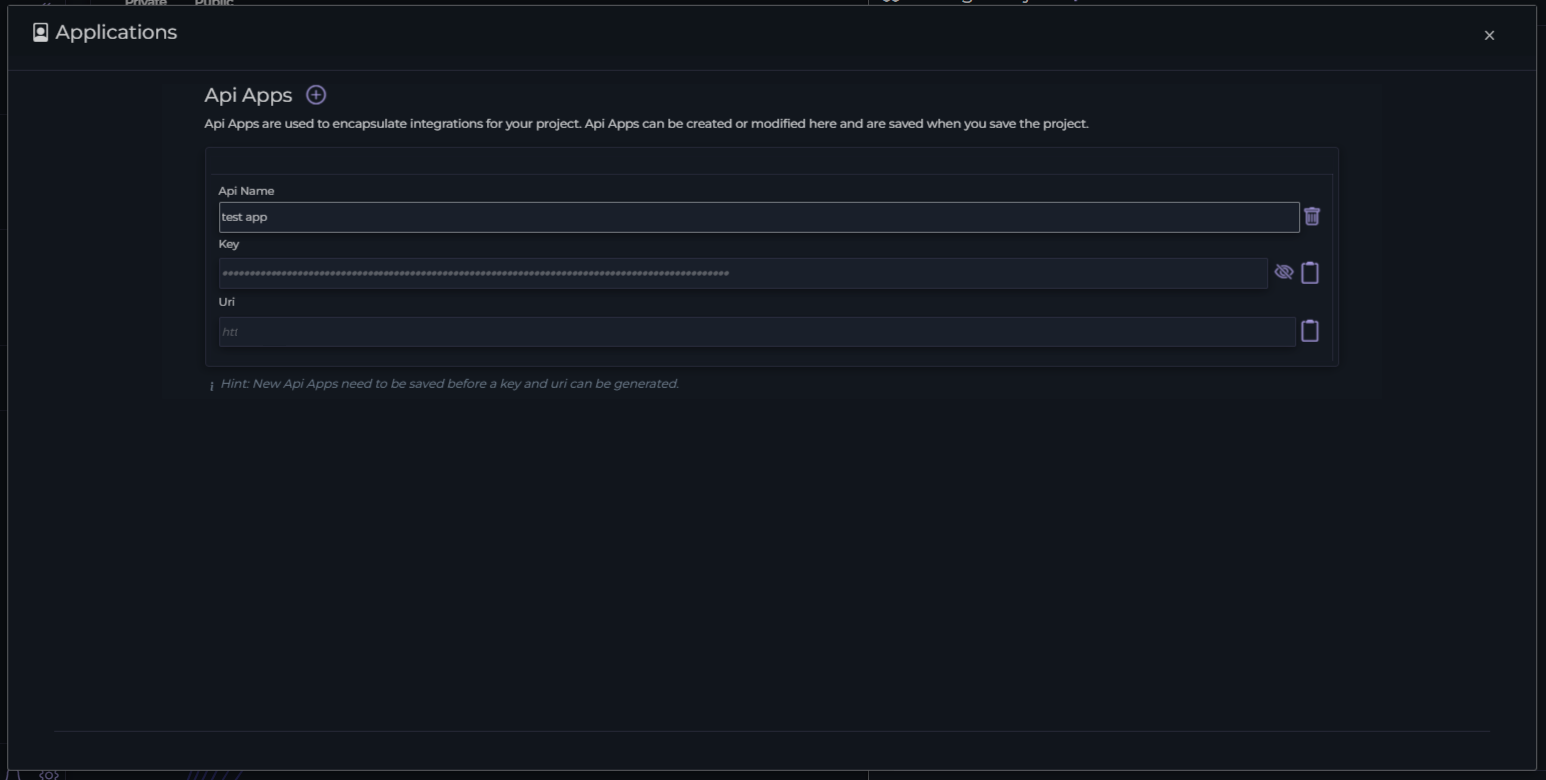 Private Public
Applications
Api Apps
Api Apps are used to encapsulate integrations for your project. Api Apps can be created or modified here and are saved when you save the project.
Api Name
test app
Key
Uri
htt
Hint: New Api Apps need to be saved before a key and uri can be generated.